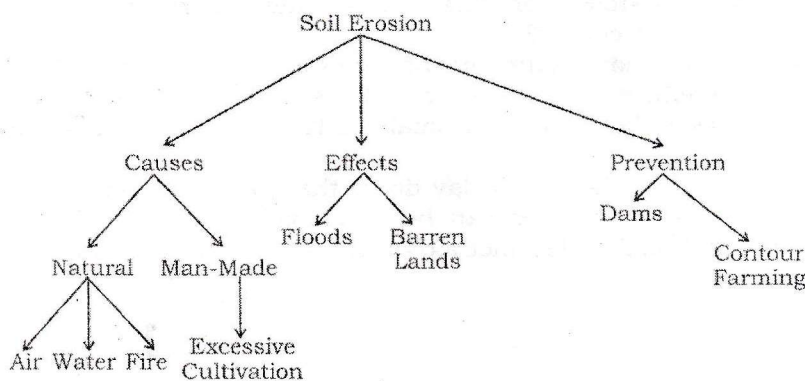 Soil Erosion
Causes Effects Prevention
Floods Barren Lands Dams
Natural Man-Made Contour Farming
Air Water Fire Excessive Cultivation